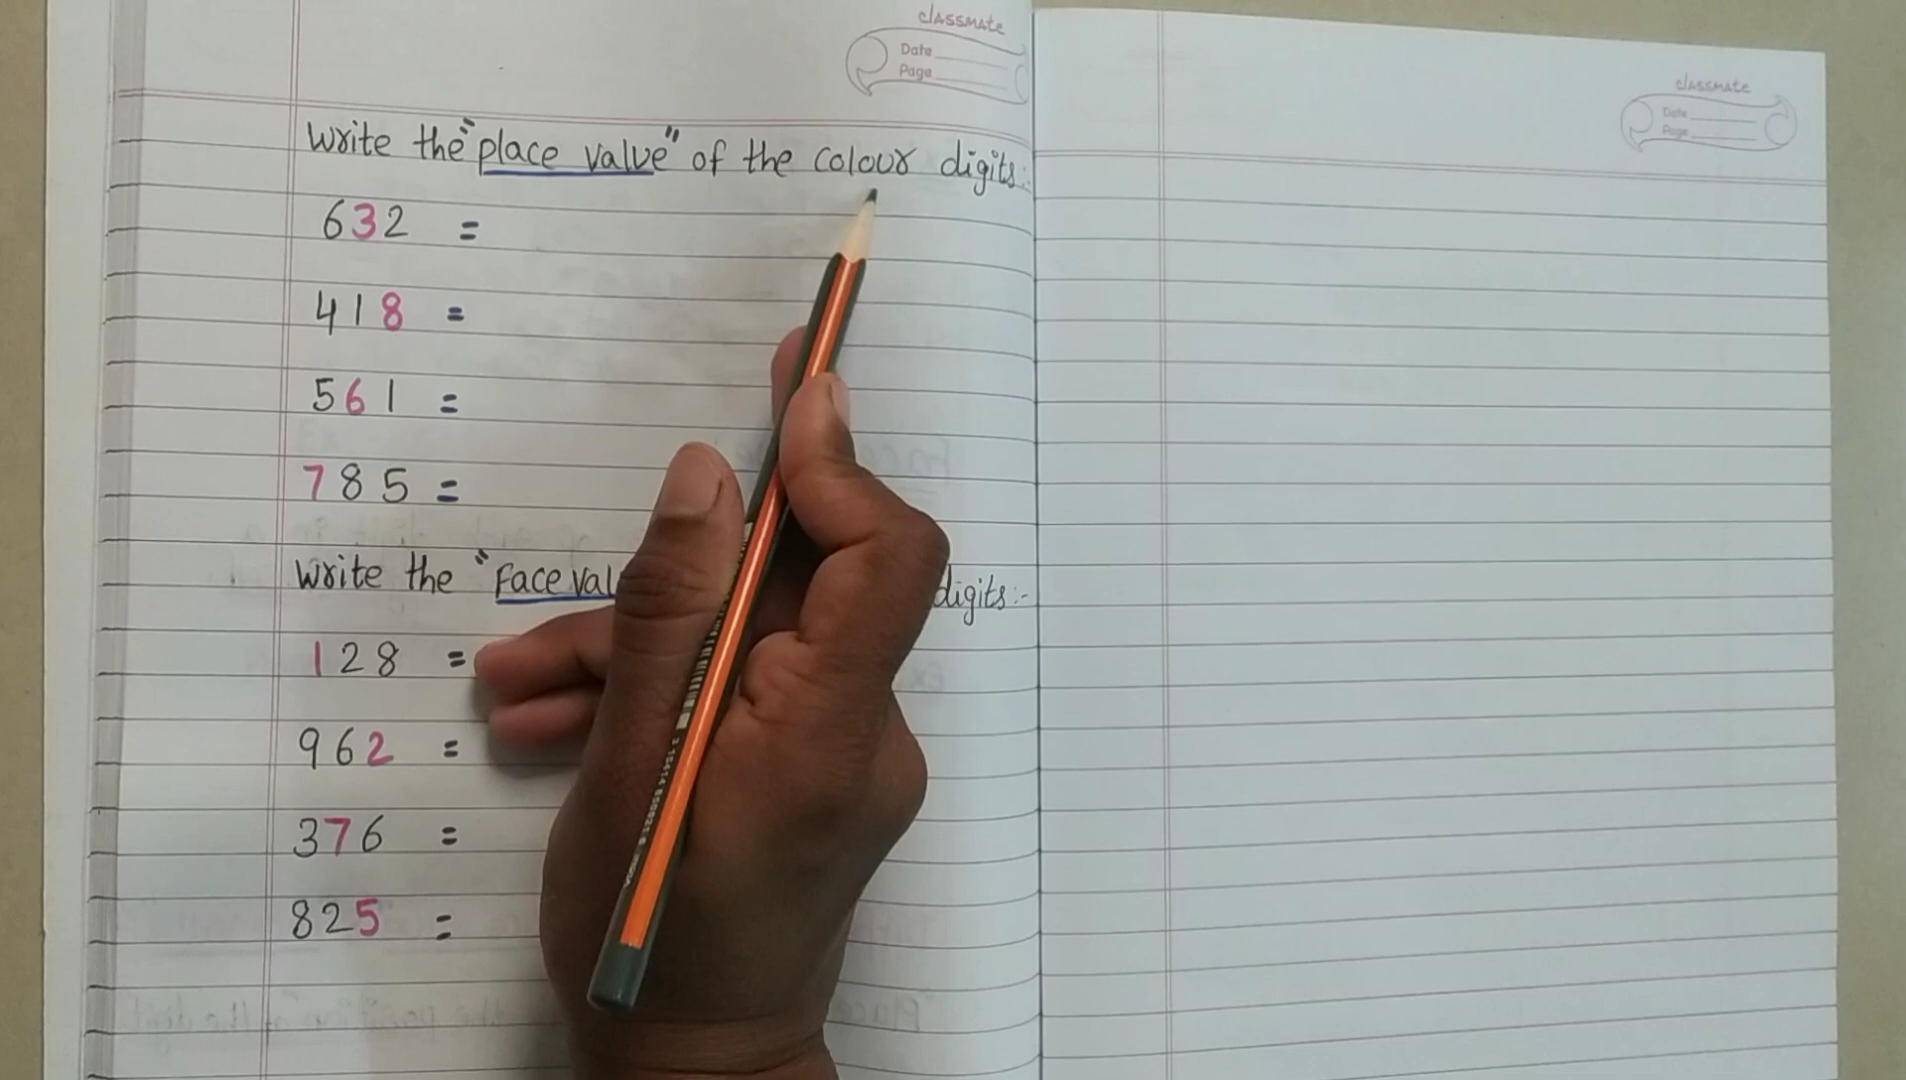 classmate
Date
Page
Write the "place value" of the colour digits:
632 =
418 =
561 =
785 =
Write the "Face val digits:-
128 =
962 =
376 =
825 =
classmate
Date
Page